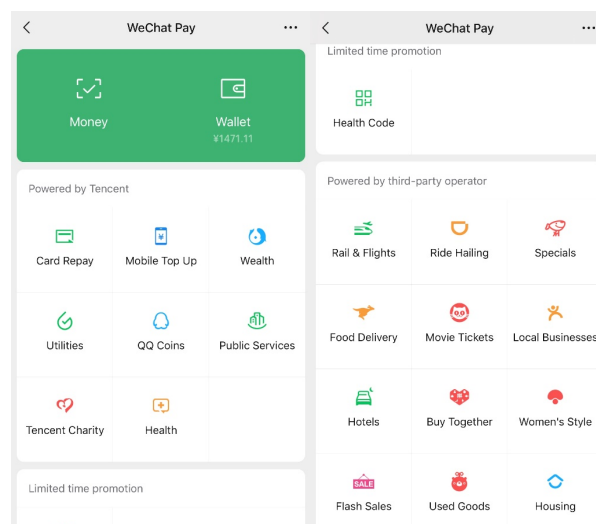 WeChat Pay
Money
Wallet
¥1471.11
Powered by Tencent
Card Repay
Mobile Top Up
Wealth
Utilities
QQ Coins
Public Services
Tencent Charity
Health
Limited time promotion
WeChat Pay
Limited time promotion
Health Code
Powered by third-party operator
Rail & Flights
Ride Hailing
Specials
Food Delivery
Movie Tickets
Local Businesses
Hotels
Buy Together
Women's Style
SALE
Flash Sales
Used Goods
Housing